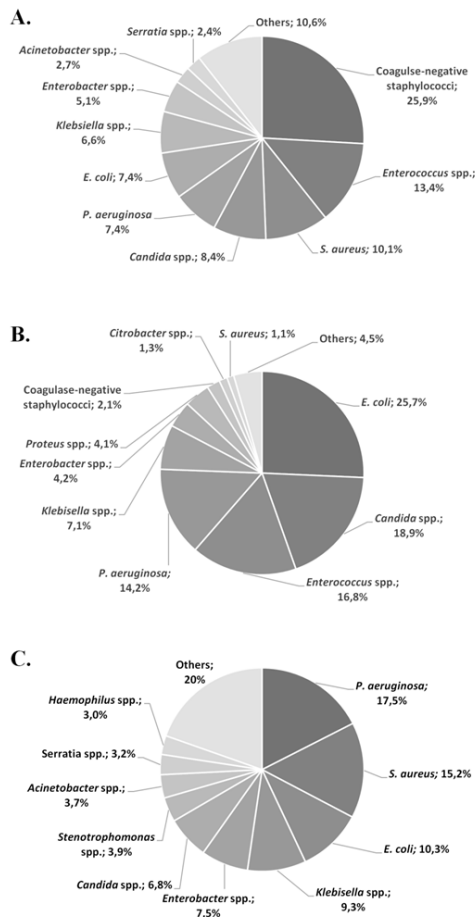 A.
Serratia spp.; 2,4%
Others; 10,6%
Acinetobacter spp.;
2,7%
Enterobacter spp.;
5,1%
Klebsiella spp.;
6,6%
E. coli; 7,4%
P. aeruginosa
7,4%
Candida spp.; 8,4%
Coagulse-negative
staphylococci;
25,9%
Enterococcus spp.;
13,4%
S. aureus; 10,1%
B.
Citrobacter spp.;
1,3%
S. aureus; 1,1%
Others; 4,5%
Coagulase-negative
staphylococci; 2,1%
Proteus spp.; 4,1%
Enterobacter spp.;
4,2%
Klebisella spp.;
7,1%
P. aeruginosa;
14,2%
E. coli; 25,7%
Candida spp.;
18,9%
Enterococcus spp.;
16,8%
C.
Others;
20%
Haemophilus spp.;
3,0%
Serratia spp.; 3,2%
Acinetobacter spp.;
3,7%
Stenotrophomonas
spp.; 3,9%
Candida spp.; 6,8%
Enterobacter spp.;
7,5%
P. aeruginosa;
17,5%
S. aureus; 15,2%
E. coli; 10,3%
Klebisella spp.;
9,3%